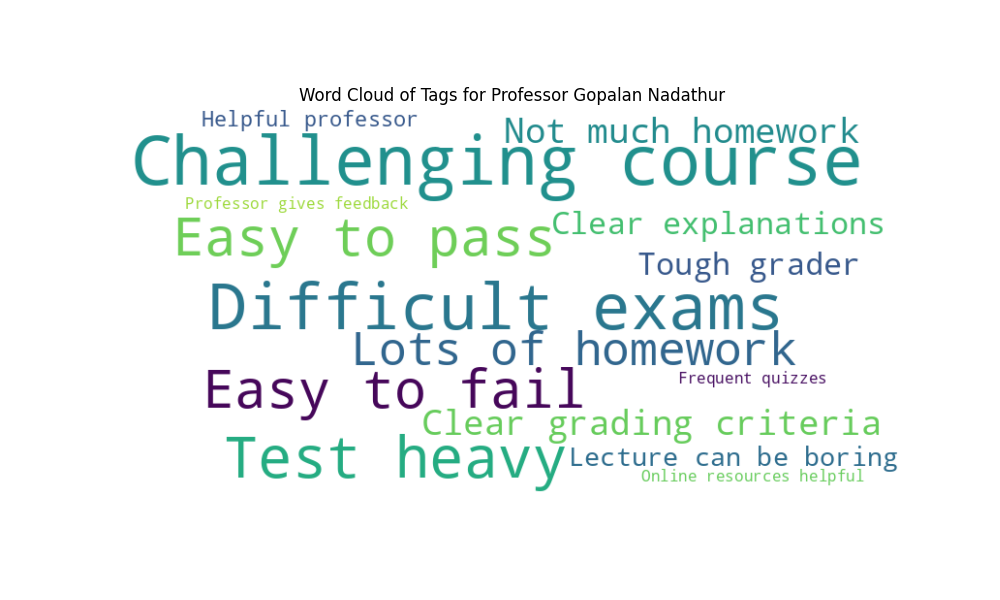 Word Cloud of Tags for Professor Gopalan Nadathur
Helpful professor
Not much homework
Challenging course
Professor gives feedback
Easy to pass
Clear explanations
Tough grader
Difficult exams
Lots of homework
Easy to fail
Frequent quizzes
Clear grading criteria
Test heavy
Lecture can be boring
Online resources helpful